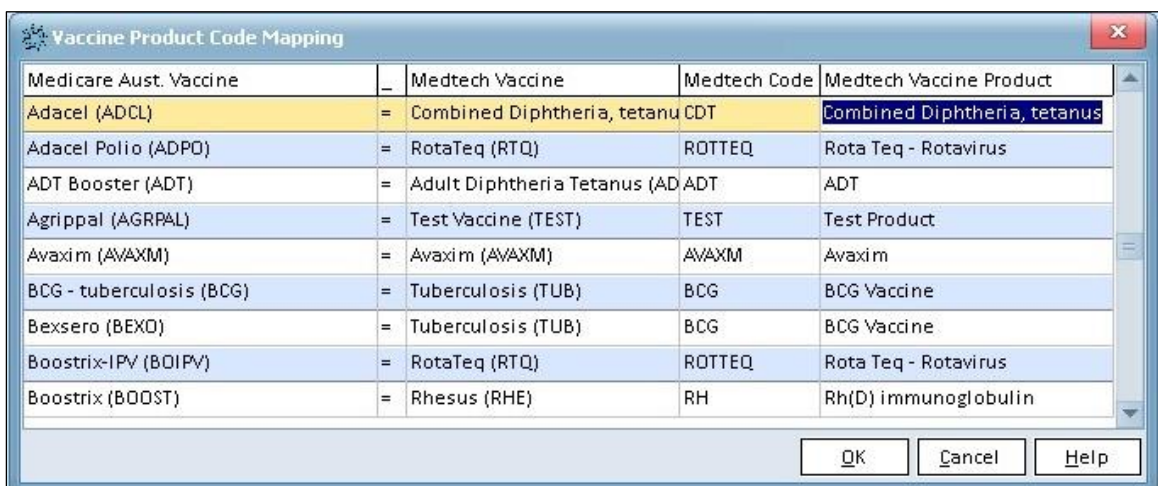 Vaccine Product Code Mapping
Medicare Aust. Vaccine _ Medtech Vaccine Medtech Code Medtech Vaccine Product
Adacel (ADCL) = Combined Diphtheria, tetanu CDT Combined Diphtheria, tetanus
Adacel Polio (ADPO) = RotaTeq (RTQ) ROTTEQ Rota Teq - Rotavirus
ADT Booster (ADT) = Adult Diphtheria Tetanus (AD ADT ADT
Agrippal (AGRPAL) = Test Vaccine (TEST) TEST Test Product
Avaxim (AVAXM) = Avaxim (AVAXM) AVAXM Avaxim
BCG - tuberculosis (BCG) = Tuberculosis (TUB) BCG BCG Vaccine
Bexsero (BEXO) = Tuberculosis (TUB) BCG BCG Vaccine
Boostrix-IPV (BOIPV) = RotaTeq (RTQ) ROTTEQ Rota Teq - Rotavirus
Boostrix (BOOST) = Rhesus (RHE) RH Rh(D) immunoglobulin
OK Cancel Help